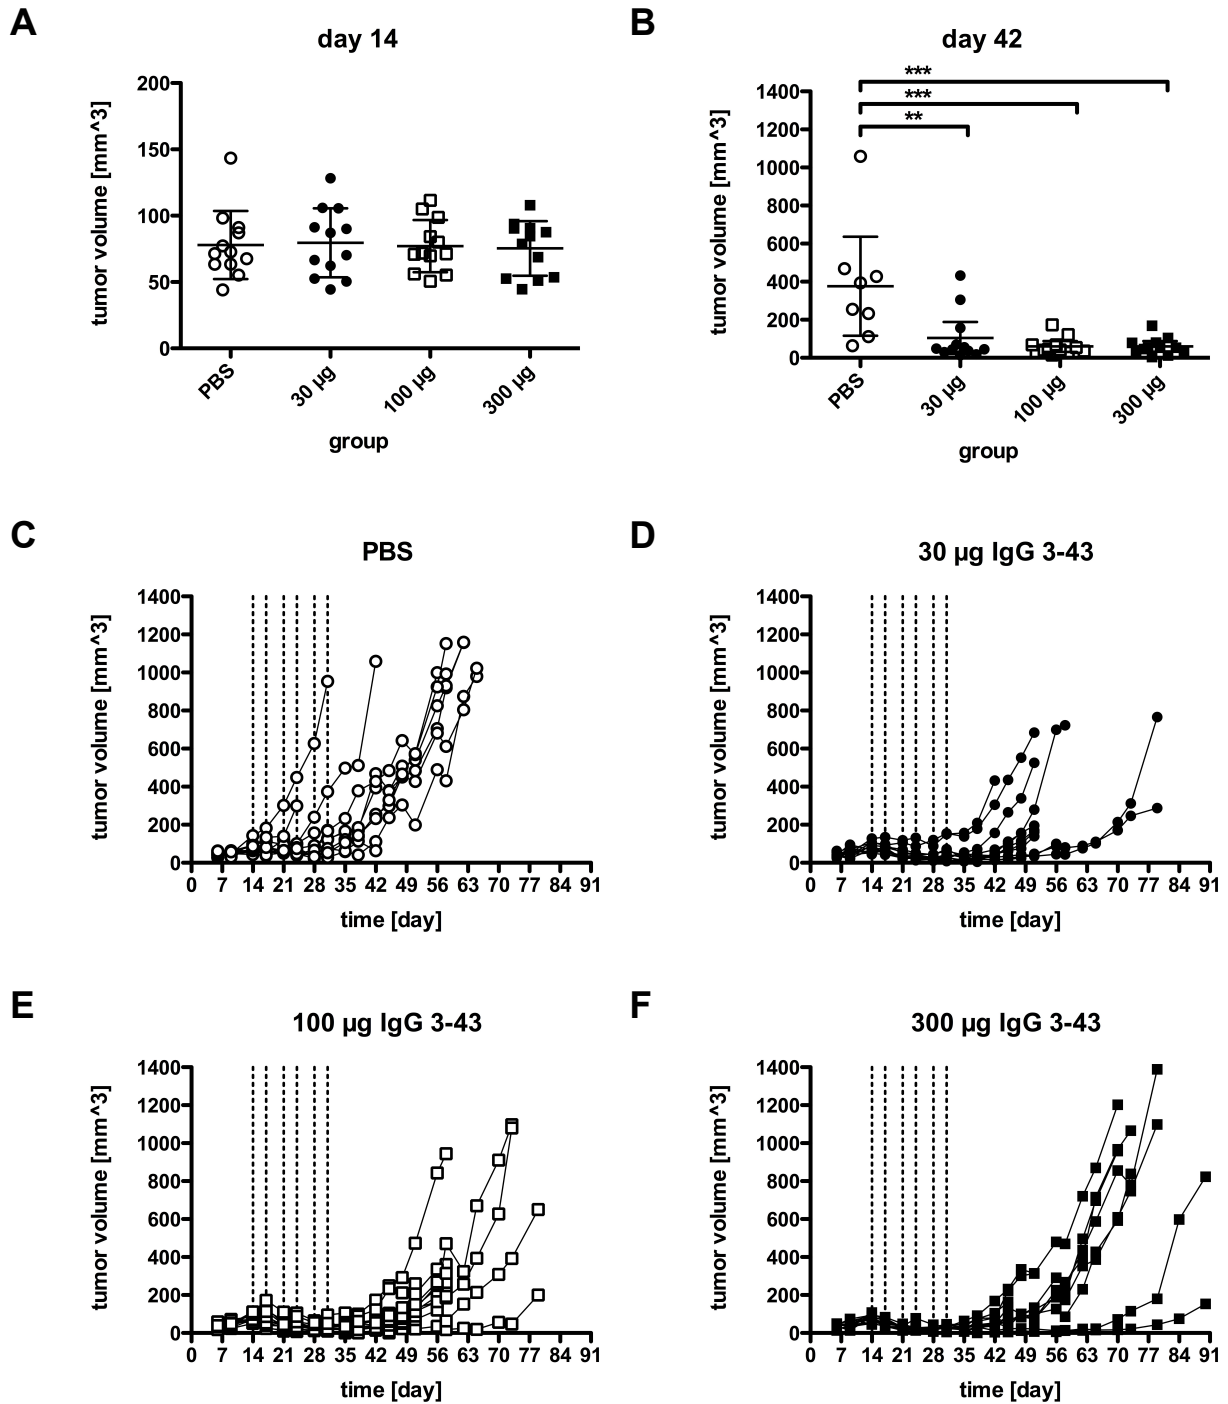 A
day 14
tumor volume [mm^3]
200
150
100
50
0
PBS
30 µg
100 µg
300 µg
group
B
day 42
tumor volume [mm^3]
1400
1200
1000
800
600
400
200
0
***
***
**
PBS
30 µg
100 µg
300 µg
group
C
PBS
tumor volume [mm^3]
1400
1200
1000
800
600
400
200
0
0 7 14 21 28 35 42 49 56 63 70 77 84 91
time [day]
D
30 µg IgG 3-43
tumor volume [mm^3]
1400
1200
1000
800
600
400
200
0
0 7 14 21 28 35 42 49 56 63 70 77 84 91
time [day]
E
100 µg IgG 3-43
tumor volume [mm^3]
1400
1200
1000
800
600
400
200
0
0 7 14 21 28 35 42 49 56 63 70 77 84 91
time [day]
F
300 µg IgG 3-43
tumor volume [mm^3]
1400
1200
1000
800
600
400
200
0
0 7 14 21 28 35 42 49 56 63 70 77 84 91
time [day]